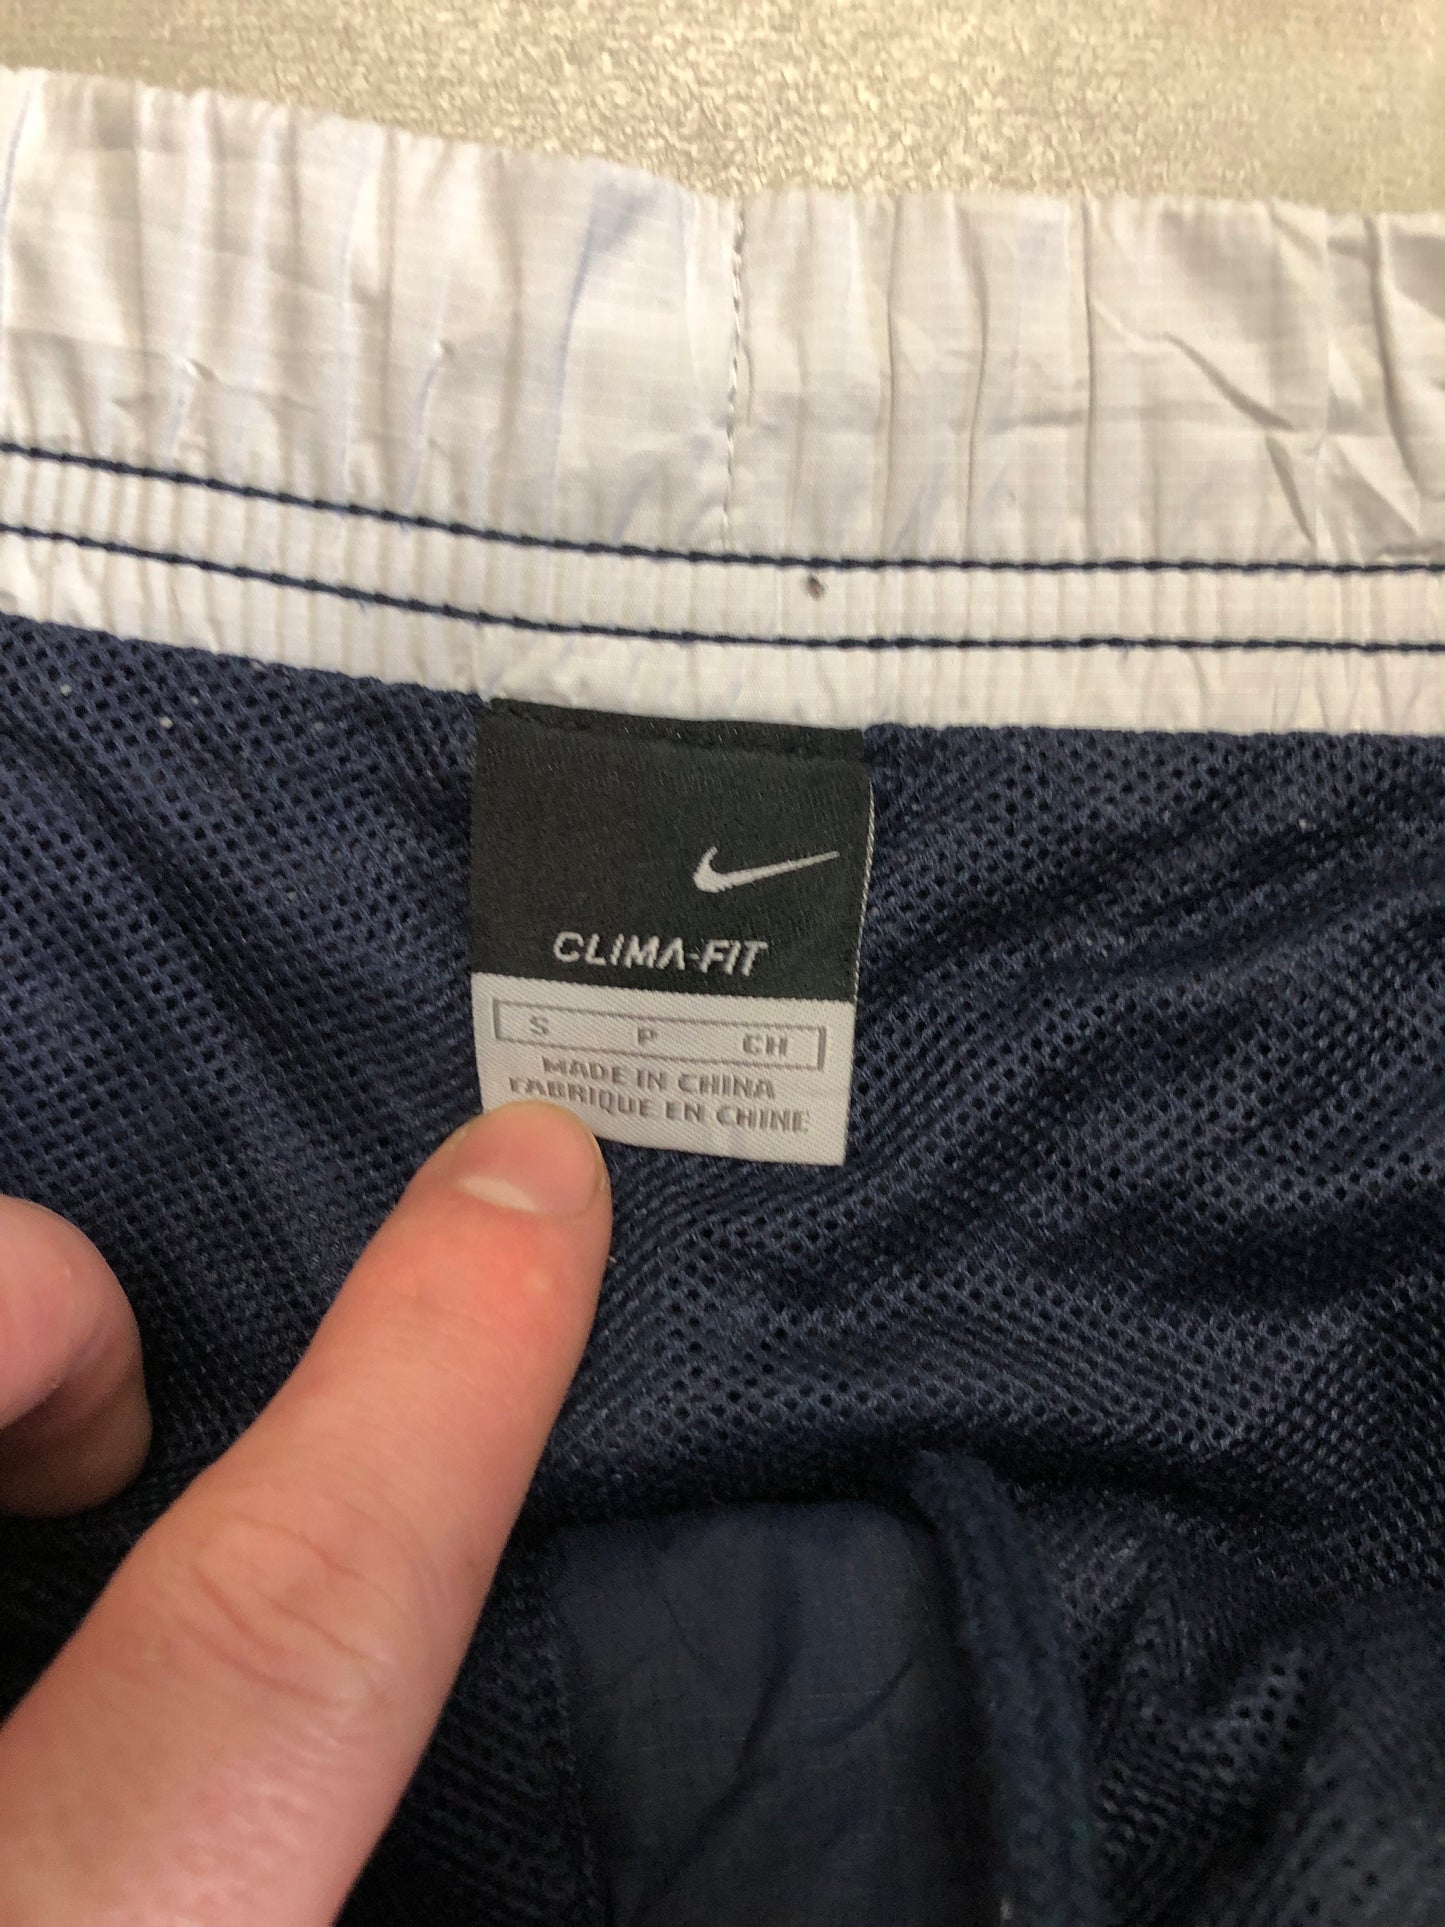 CLIMA-FIT
S P CH
MADE IN CHINA
FABRIQUE EN CHINE